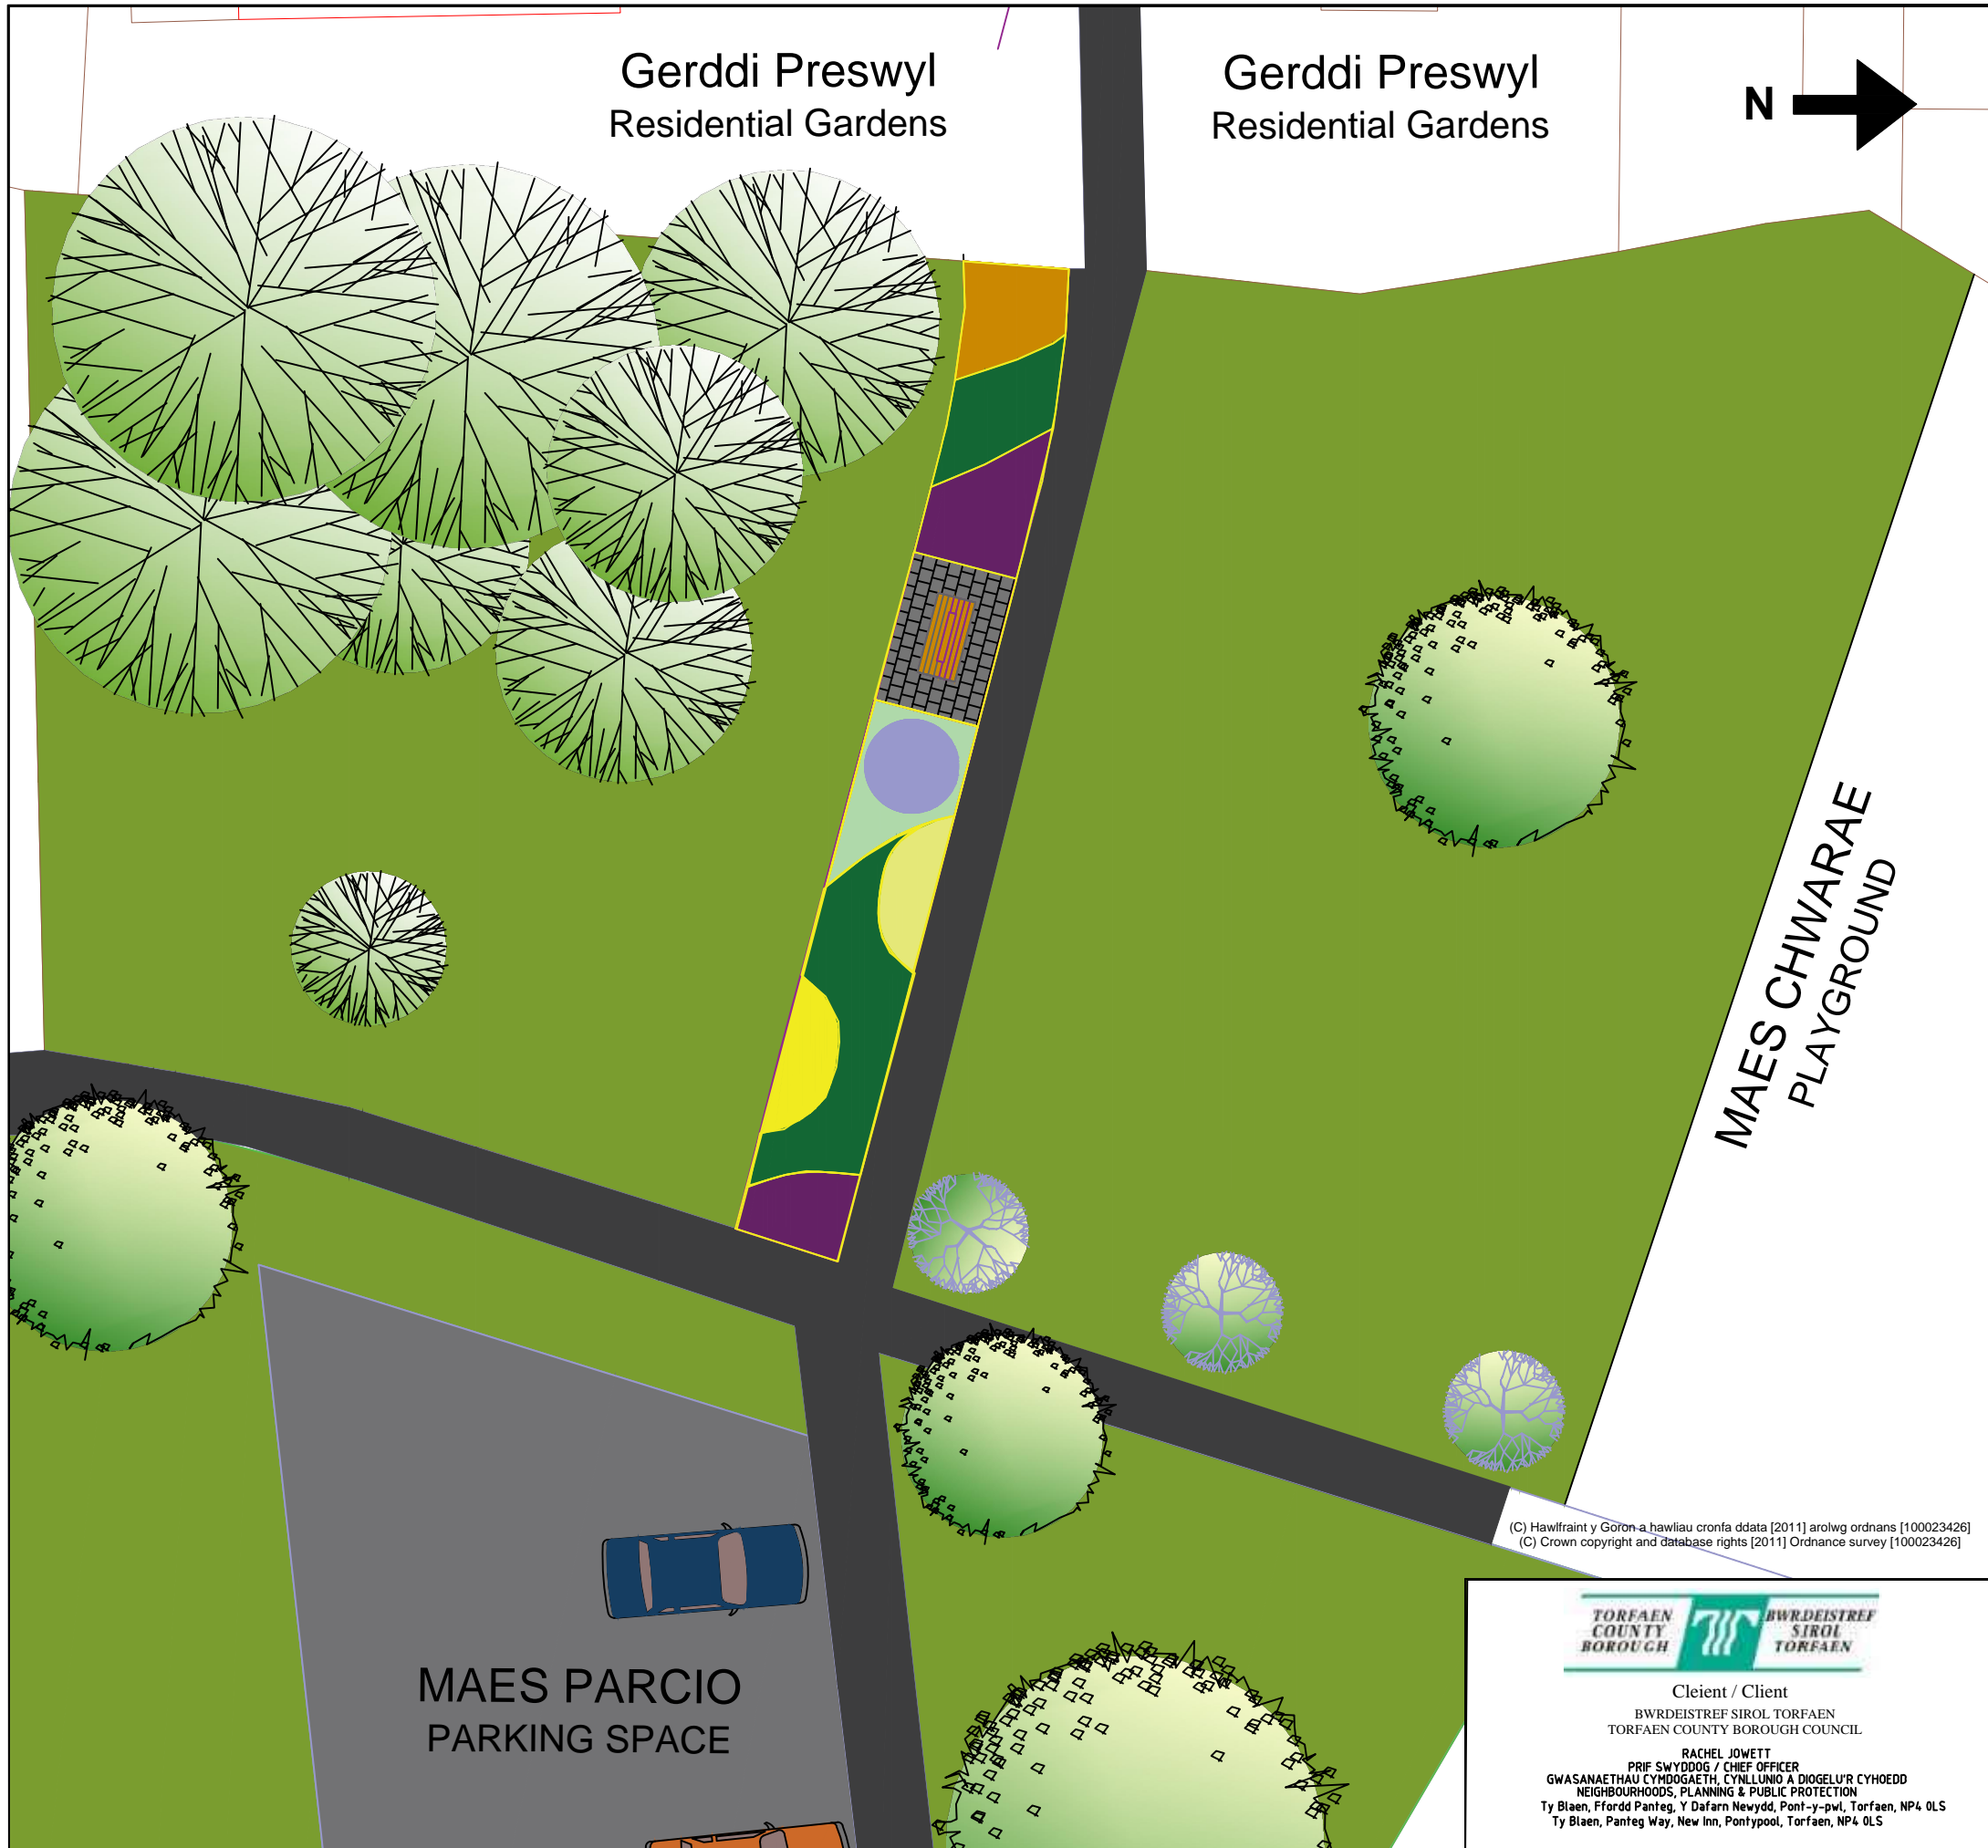 Gerddi Preswyl
Residential Gardens
Gerddi Preswyl
Residential Gardens
N
MAES CHWARAE
PLAYGROUND
MAES PARCIO
PARKING SPACE
(C) Hawlfraint y Goron a hawliau cronfa ddata [2011] arolwg ordnans [100023426]
(C) Crown copyright and database rights [2011] Ordnance survey [100023426]
TORFAEN
COUNTY
BOROUGH
BWRDEISTREF
SIROL
TORFAEN
Cleient / Client
BWRDEISTREF SIROL TORFAEN
TORFAEN COUNTY BOROUGH COUNCIL
RACHEL JOWETT
PRIF SWYDDOG / CHIEF OFFICER
GWASANAETHAU CYMDOGAETH, CYNLLUNIO A DIOGELU'R CYHOEDD
NEIGHBOURHOODS, PLANNING & PUBLIC PROTECTION
Ty Blaen, Ffordd Panteg, Y Dafarn Newydd, Pont-y-pwl, Torfaen, NP4 0LS
Ty Blaen, Panteg Way, New Inn, Pontypool, Torfaen, NP4 0LS